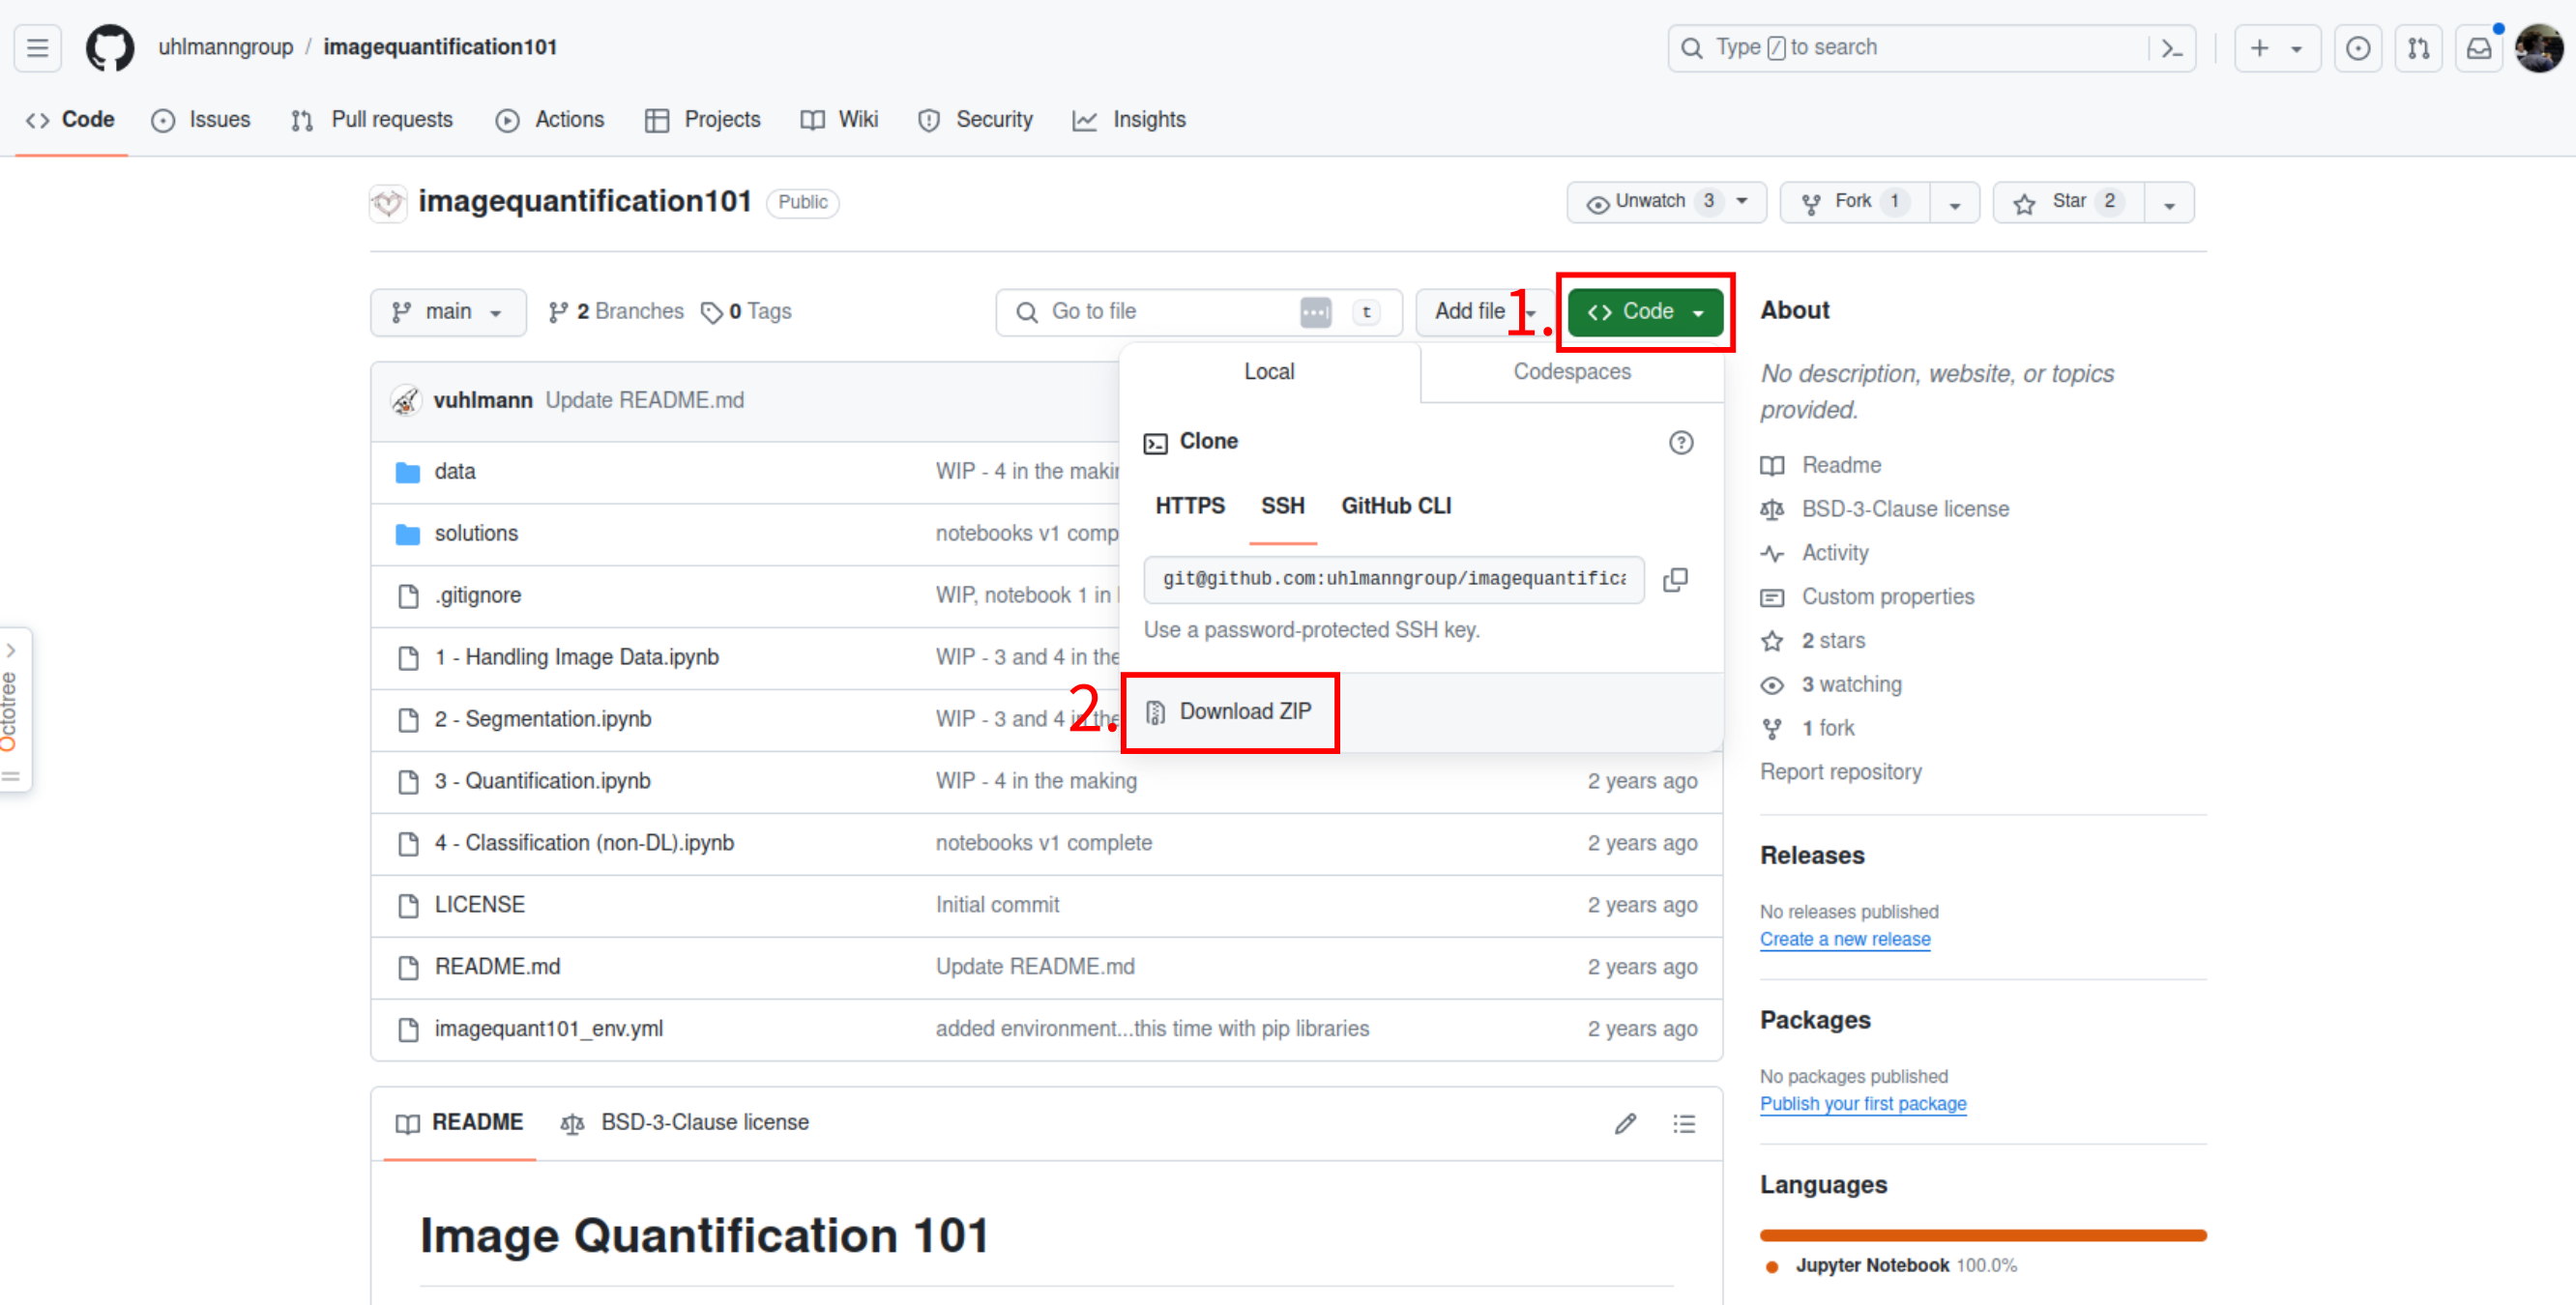 uhlmanngroup / imagequantification101
Type / to search
Code Issues Pull requests Actions Projects Wiki Security Insights
imagequantification101 Public
Unwatch 3 Fork 1 Star 2
main 2 Branches 0 Tags
Go to file t Add file 1. Code
Local Codespaces
Clone
HTTPS SSH GitHub CLI
git@github.com:uhlmanngroup/imagequantifica
Use a password-protected SSH key.
2. Download ZIP
vuhlmann Update README.md
data WIP - 4 in the makin
solutions notebooks v1 comp
.gitignore WIP, notebook 1 in
1 - Handling Image Data.ipynb WIP - 3 and 4 in the
2 - Segmentation.ipynb WIP - 3 and 4 in the
3 - Quantification.ipynb WIP - 4 in the making 2 years ago
4 - Classification (non-DL).ipynb notebooks v1 complete 2 years ago
LICENSE Initial commit 2 years ago
README.md Update README.md 2 years ago
imagequant101_env.yml added environment...this time with pip libraries 2 years ago
README BSD-3-Clause license
Image Quantification 101
About
No description, website, or topics
provided.
Readme
BSD-3-Clause license
Activity
Custom properties
2 stars
3 watching
1 fork
Report repository
Releases
No releases published
Create a new release
Packages
No packages published
Publish your first package
Languages
Jupyter Notebook 100.0%
Octotree